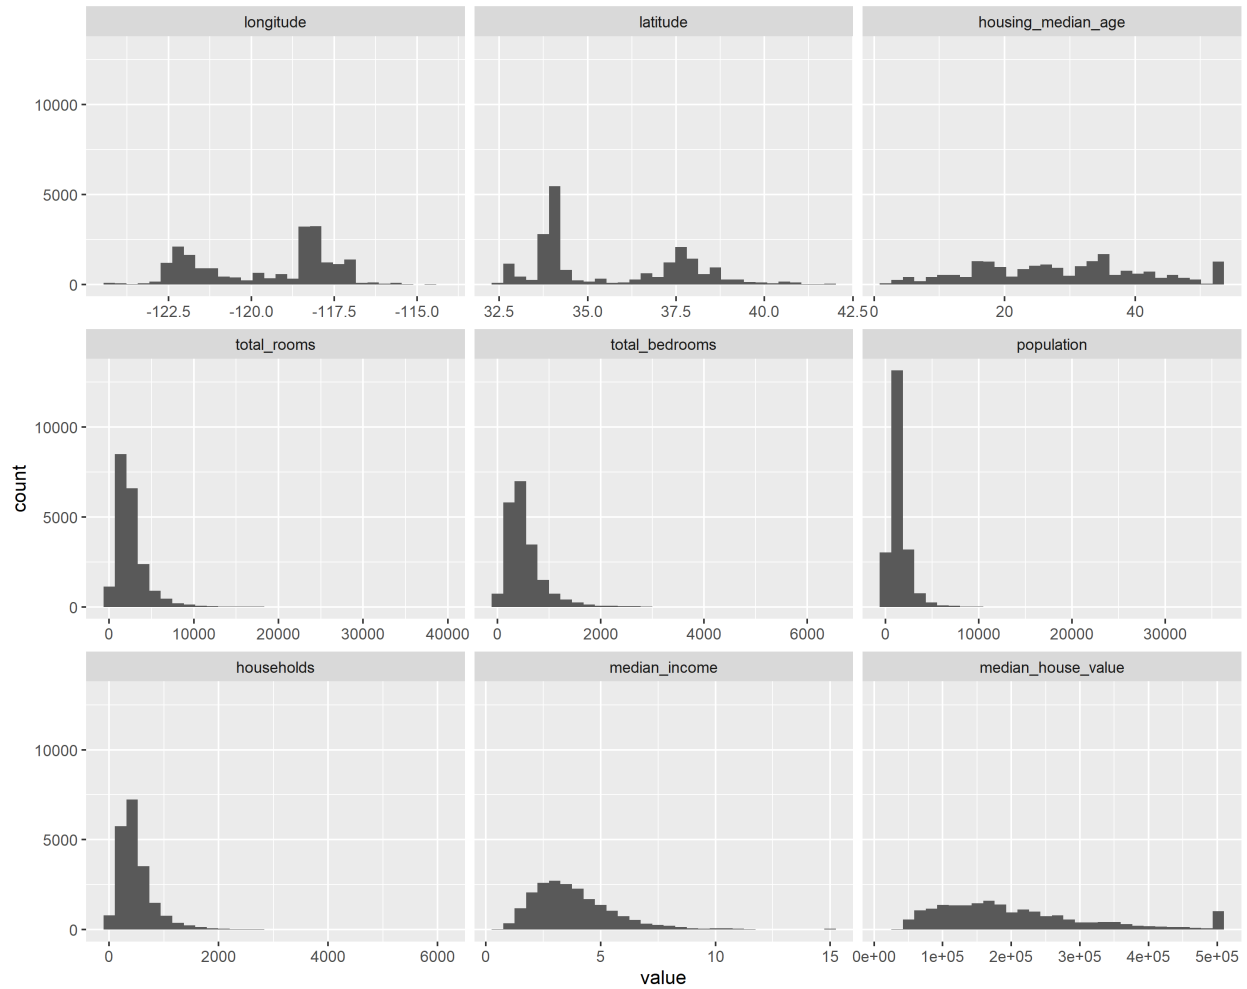 longitude latitude housing_median_age
10000
5000
0
-122.5 -120.0 -117.5 -115.0 32.5 35.0 37.5 40.0 42.5 0 20 40
total_rooms total_bedrooms population
10000
5000
0
0 10000 20000 30000 40000 0 2000 4000 6000 0 10000 20000 30000
households median_income median_house_value
10000
5000
0
0 2000 4000 6000 0 5 10 15 0e+00 1e+05 2e+05 3e+05 4e+05 5e+05
count
value